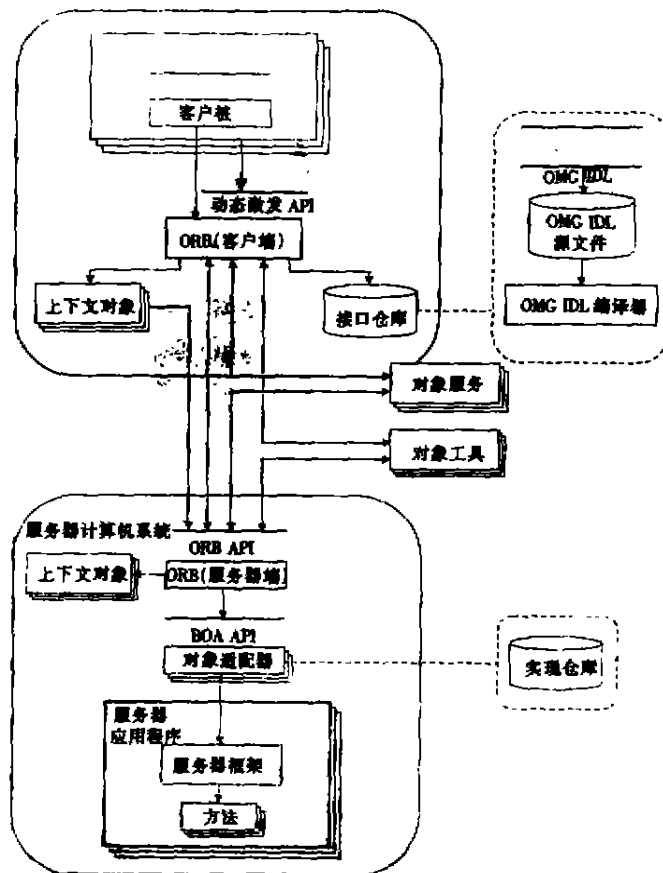 客户桩
动态激发 API
ORB(客户端)
上下文对象
接口仓库
OMG IDL
OMG IDL
源文件
OMG IDL 编译器
对象服务
对象工具
服务器计算机系统
ORB API
上下文对象
ORB(服务器端)
BOA API
对象适配器
实现仓库
服务器
应用程序
服务器框架
方法